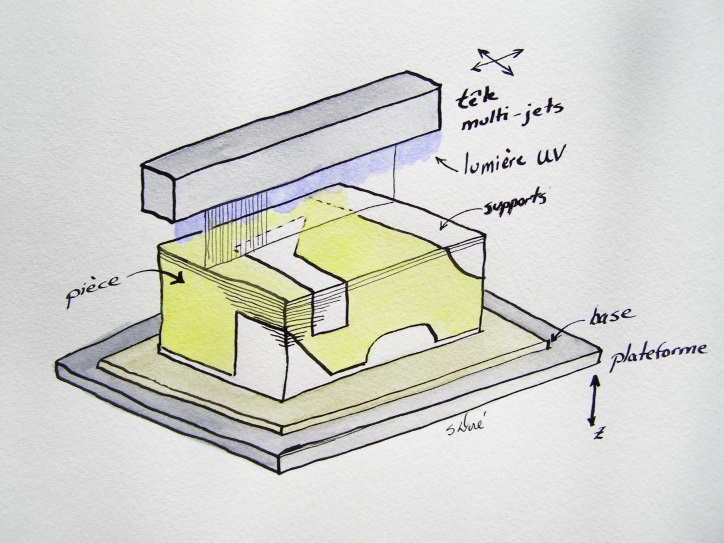 tête
multi-jets
lumière UV
supports
pièce
base
plateforme
z